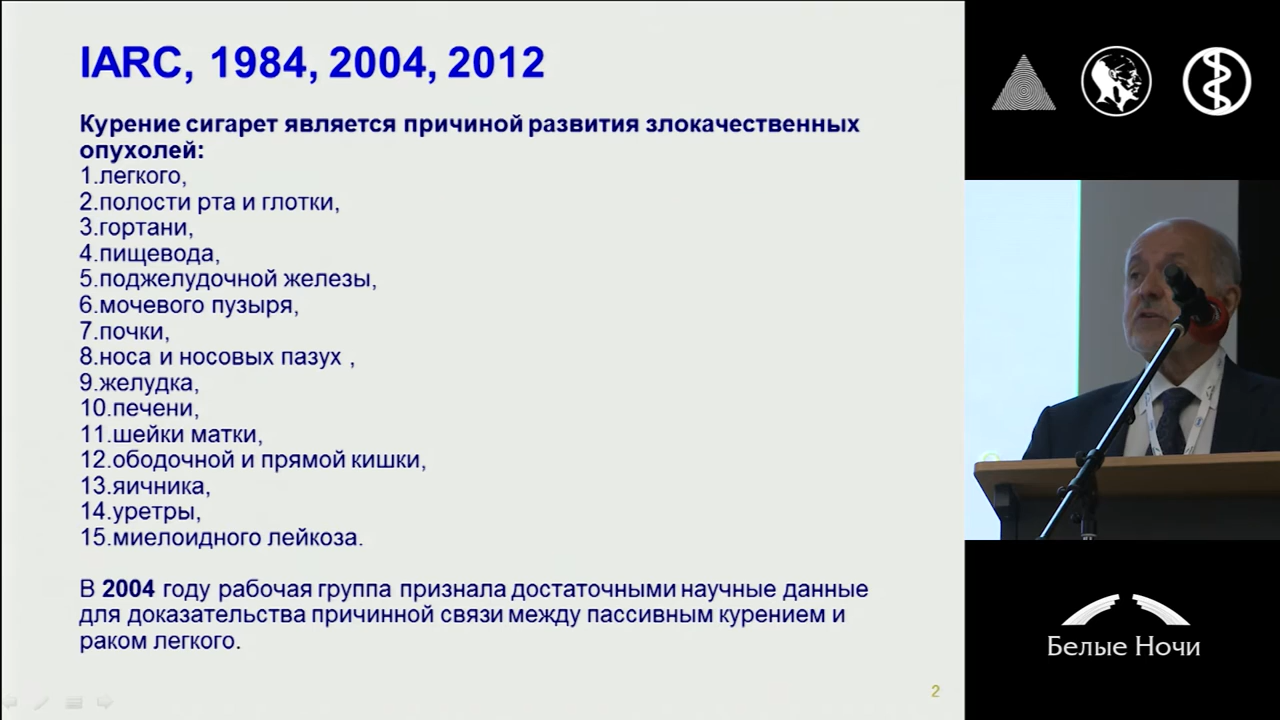 IARC, 1984, 2004, 2012
Курение сигарет является причиной развития злокачественных
опухолей:
1.легкого,
2.полости рта и глотки,
3.гортани,
4.пищевода,
5.поджелудочной железы,
6.мочевого пузыря,
7.почки,
8.носа и носовых пазух ,
9.желудка,
10.печени,
11.шейки матки,
12.ободочной и прямой кишки,
13.яичника,
14.уретры,
15.миелоидного лейкоза.
В 2004 году рабочая группа признала достаточными научные данные
для доказательства причинной связи между пассивным курением и
раком легкого.
2
Белые Ночи